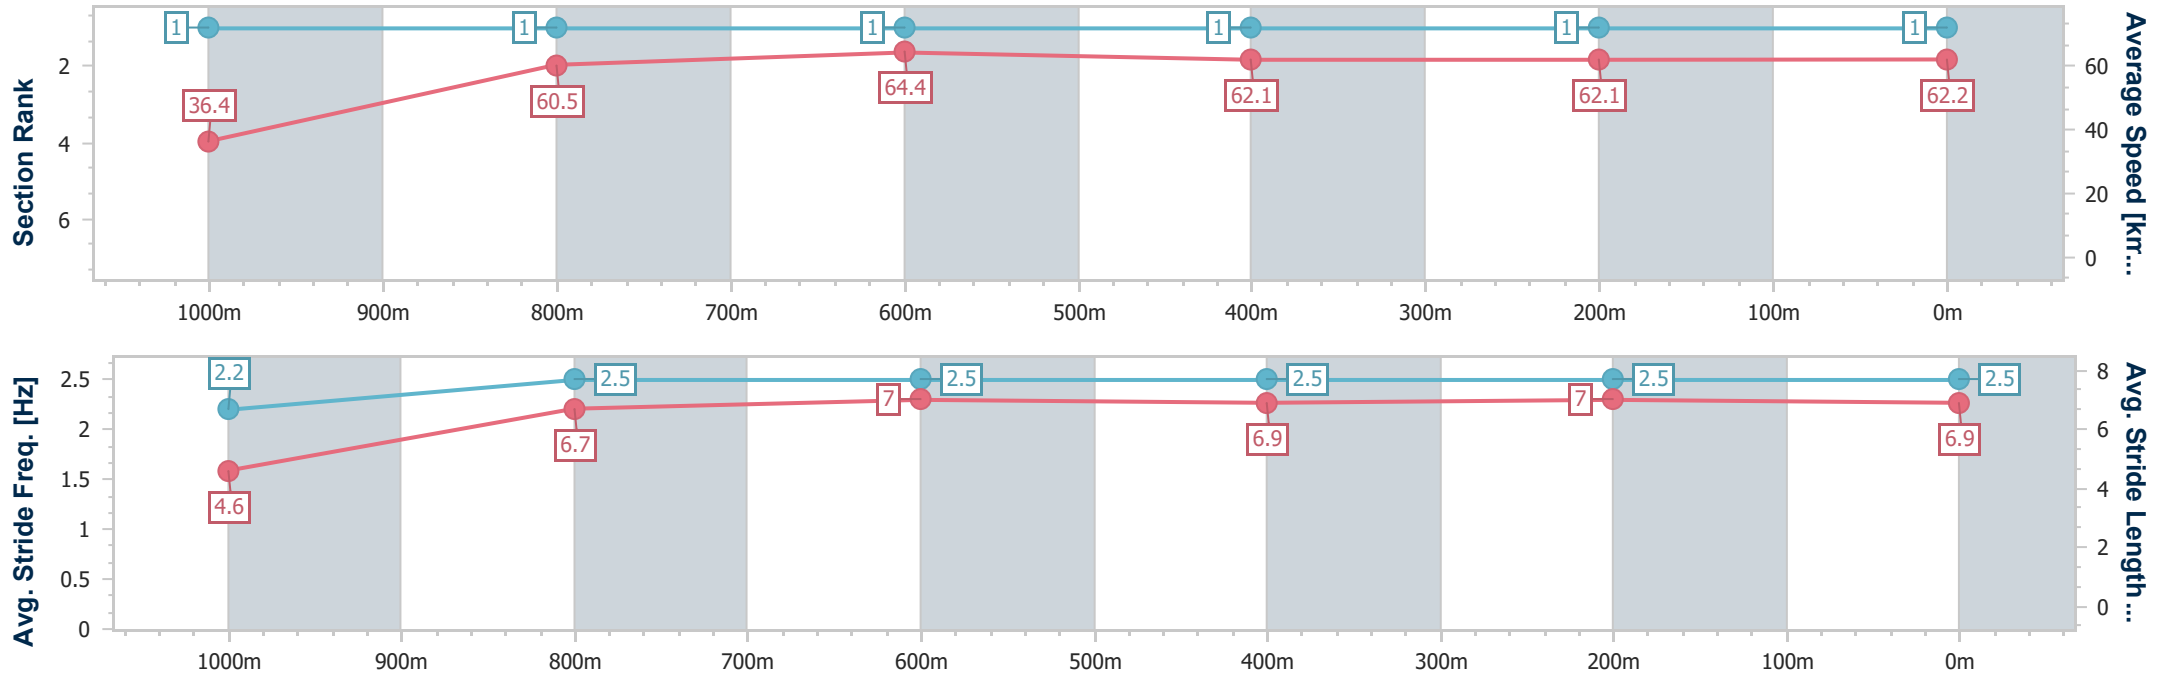 Section Rank
2
4
6
1
1
1
1
1
1
36.4
60.5
64.4
62.1
62.1
62.2
60
40
20
0
Average Speed [km...
1000m
900m
800m
700m
600m
500m
400m
300m
200m
100m
0m
Avg. Stride Freq. [Hz]
2.5
2
1.5
1
0.5
0
2.2
2.5
2.5
2.5
2.5
2.5
4.6
6.7
7
6.9
7
6.9
8
6
4
2
0
Avg. Stride Length ...
1000m
900m
800m
700m
600m
500m
400m
300m
200m
100m
0m